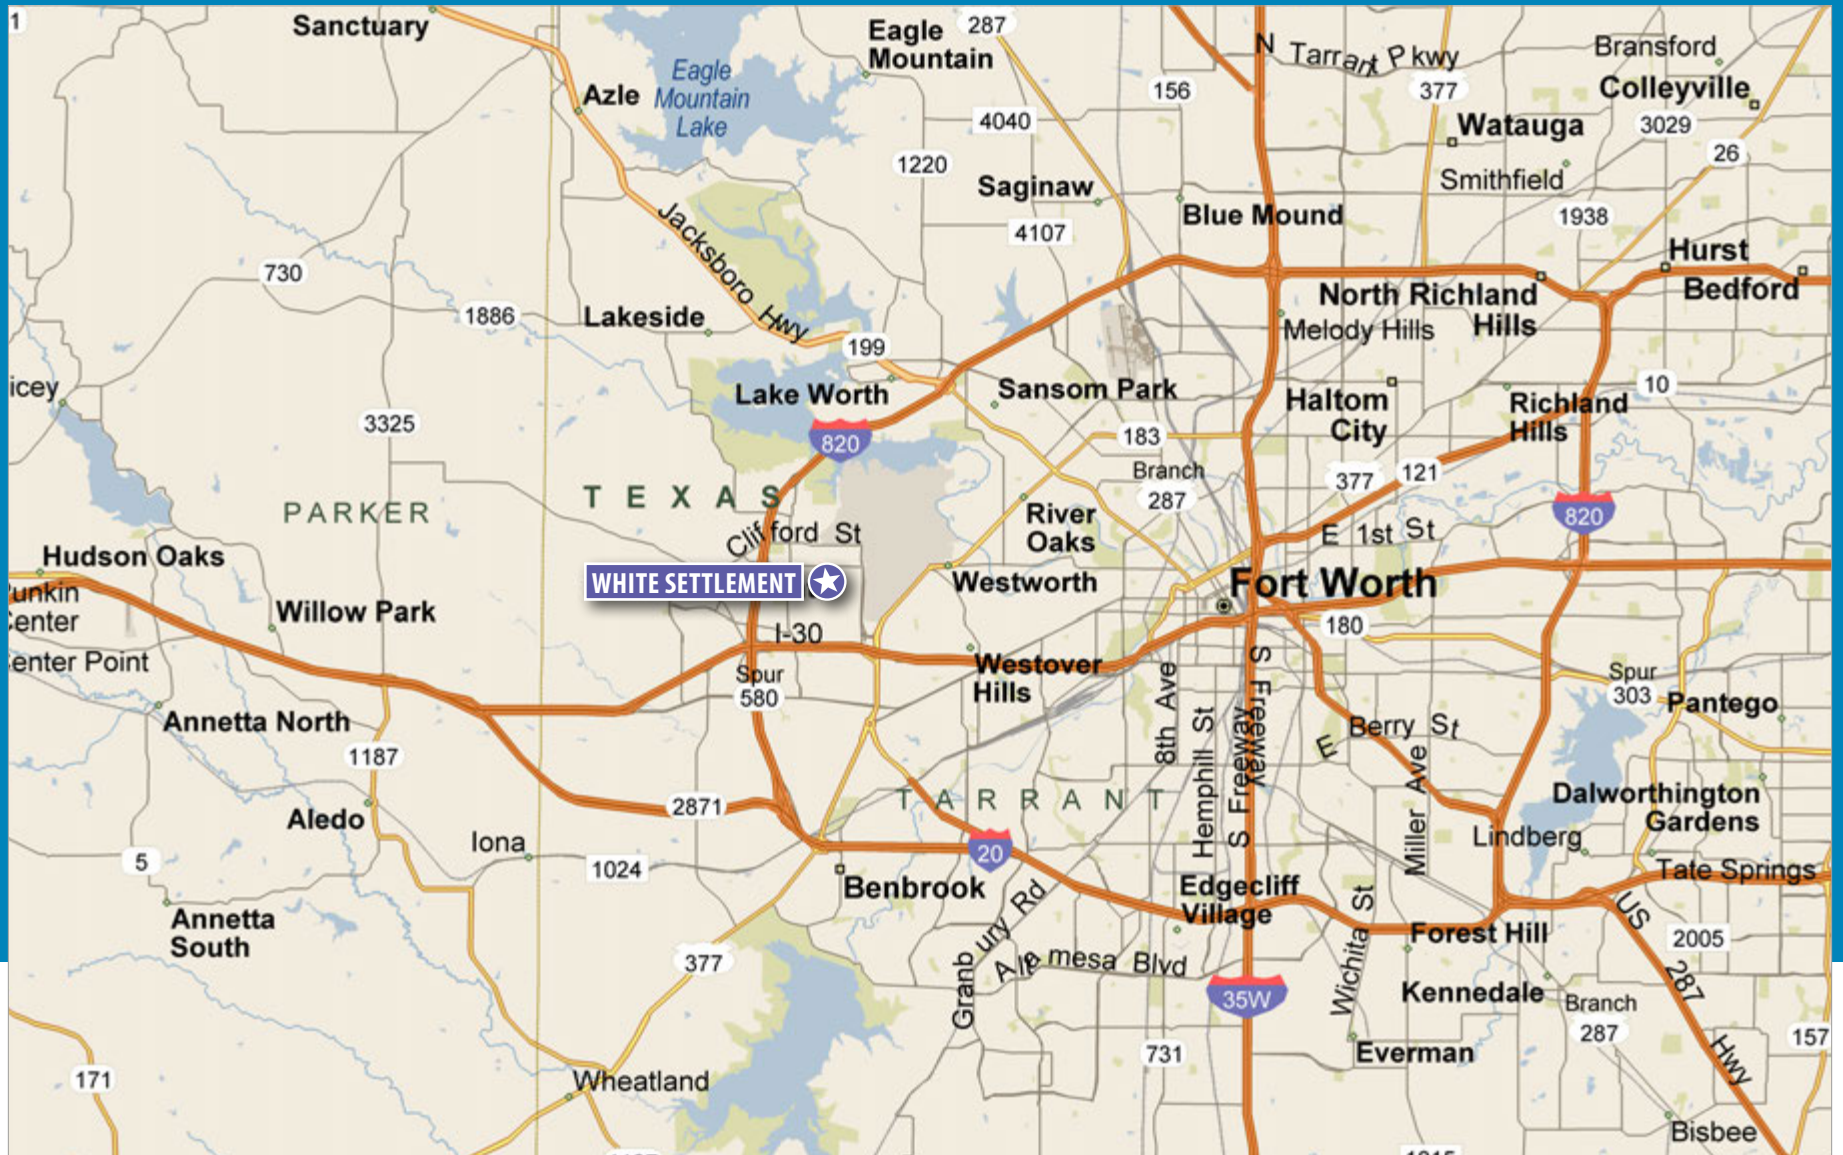 1
Sanctuary
Eagle
Mountain
287
N Tarrant Pkwy
Bransford
Azle
Eagle
Mountain
Lake
156
377
Colleyville
4040
Watauga
3029
26
1220
Saginaw
Smithfield
Blue Mound
1938
4107
Jacksboro Hwy
Hurst
730
Bedford
North Richland
Hills
1886
Lakeside
Melody Hills
199
Lake Worth
Sansom Park
10
icey
Haltom
City
Richland
Hills
3325
820
183
Branch
287
377
121
TEXAS
PARKER
River
Oaks
820
Clifford St
E 1st St
Hudson Oaks
WHITE SETTLEMENT
Westworth
Fort Worth
unkin
Center
Willow Park
I-30
180
enter Point
Westover
Hills
Spur
580
8th Ave
S Freeway
Spur
303
Pantego
Annetta North
Hemphill St
S Freeway
E Berry St
1187
Miller Ave
2871
TARRANT
Dalworthington
Gardens
Aledo
Iona
Lindberg
20
5
1024
Tate Springs
Benbrook
Edgecliff
Village
Annetta
South
Granbury Rd
Wichita St
Forest Hill
US 287 Hwy
2005
377
Altamesa Blvd
35W
Kennedale
Branch
287
731
Everman
157
171
Wheatland
Bisbee